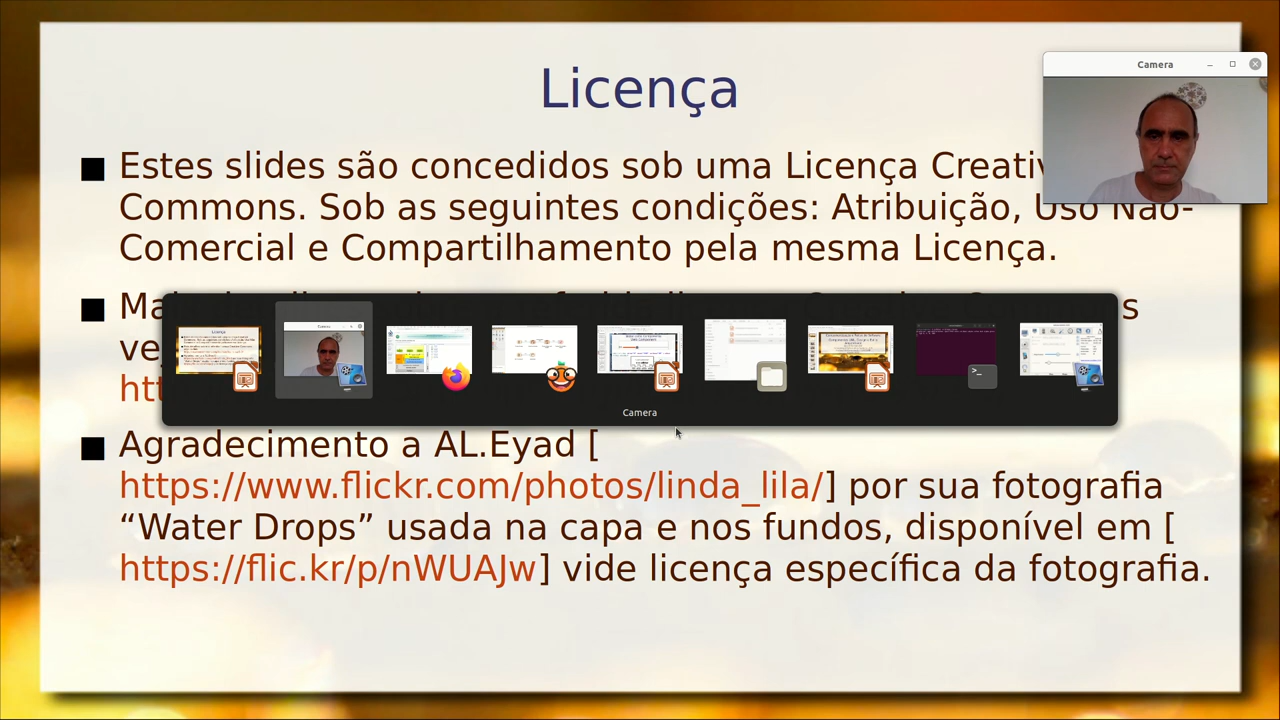 Licença
Camera
Estes slides são concedidos sob uma Licença Creativ
Commons. Sob as seguintes condições: Atribuição, Uso Não-
Comercial e Compartilhamento pela mesma Licença.
Camera
Agradecimento a AL.Eyad [
https://www.flickr.com/photos/linda_lila/] por sua fotografia
“Water Drops” usada na capa e nos fundos, disponível em [
https://flic.kr/p/nWUAJw] vide licença específica da fotografia.